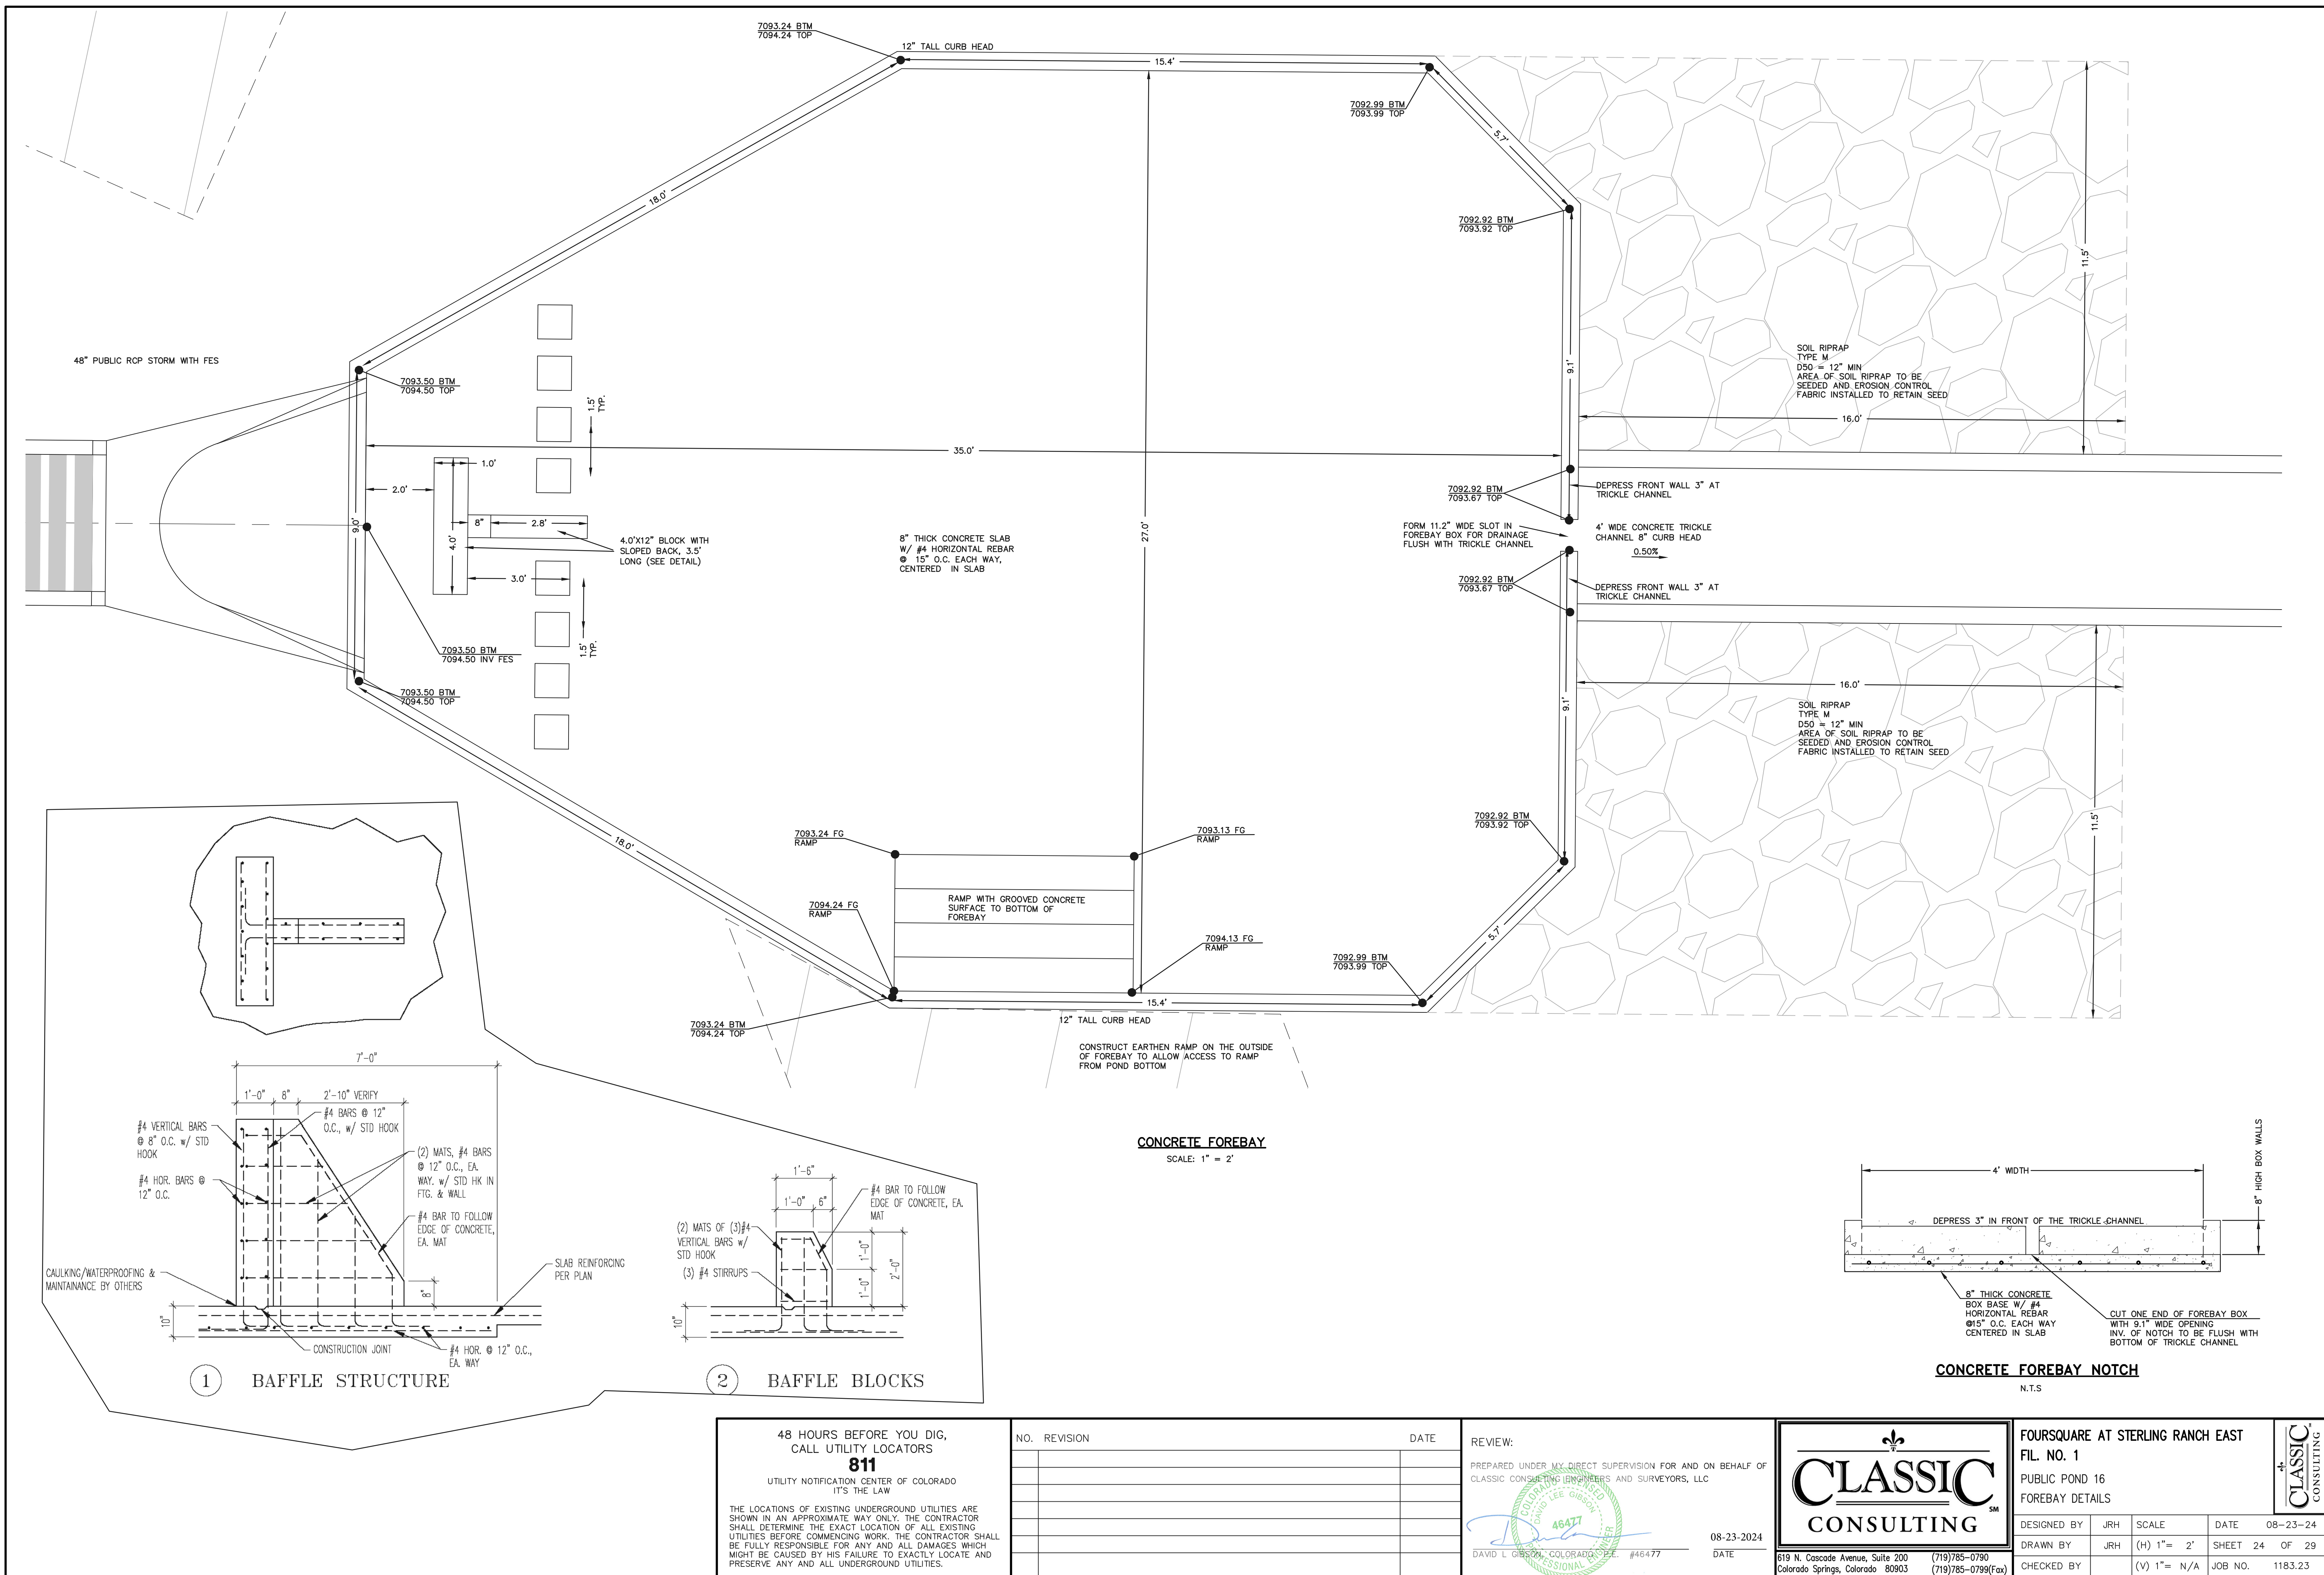 7093.24 BTM
7094.24 TOP
12" TALL CURB HEAD
15.4'
7092.99 BTM
7093.99 TOP
5.7'
18.0'
7092.92 BTM
7093.92 TOP
11.5'
48" PUBLIC RCP STORM WITH FES
7093.50 BTM
7094.50 TOP
1.5'
TYP.
9.1'
SOIL RIPRAP
TYPE M
D50 = 12" MIN
AREA OF SOIL RIPRAP TO BE
SEEDED AND EROSION CONTROL
FABRIC INSTALLED TO RETAIN SEED
16.0'
35.0'
1.0'
2.0'
9.0'
4.0'
8"
2.8'
3.0'
4.0'X12" BLOCK WITH
SLOPED BACK, 3.5'
LONG (SEE DETAIL)
8" THICK CONCRETE SLAB
W/ #4 HORIZONTAL REBAR
@ 15" O.C. EACH WAY,
CENTERED IN SLAB
27.0'
7092.92 BTM
7093.67 TOP
DEPRESS FRONT WALL 3" AT
TRICKLE CHANNEL
FORM 11.2" WIDE SLOT IN
FOREBAY BOX FOR DRAINAGE
FLUSH WITH TRICKLE CHANNEL
4' WIDE CONCRETE TRICKLE
CHANNEL 8" CURB HEAD
0.50%
7092.92 BTM
7093.67 TOP
DEPRESS FRONT WALL 3" AT
TRICKLE CHANNEL
1.5'
TYP.
7093.50 BTM
7094.50 INV FES
7093.50 BTM
7094.50 TOP
16.0'
9.1'
SOIL RIPRAP
TYPE M
D50 = 12" MIN
AREA OF SOIL RIPRAP TO BE
SEEDED AND EROSION CONTROL
FABRIC INSTALLED TO RETAIN SEED
11.5'
18.0'
7093.24 FG
RAMP
7093.13 FG
RAMP
7092.92 BTM
7093.92 TOP
RAMP WITH GROOVED CONCRETE
SURFACE TO BOTTOM OF
FOREBAY
7094.24 FG
RAMP
7094.13 FG
RAMP
5.7'
7092.99 BTM
7093.99 TOP
15.4'
7093.24 BTM
7094.24 TOP
12" TALL CURB HEAD
CONSTRUCT EARTHEN RAMP ON THE OUTSIDE
OF FOREBAY TO ALLOW ACCESS TO RAMP
FROM POND BOTTOM
CONCRETE FOREBAY
SCALE: 1" = 2'
7'-0"
1'-0"
8"
2'-10" VERIFY
#4 VERTICAL BARS
@ 8" O.C. w/ STD
HOOK
#4 BARS @ 12"
O.C., w/ STD HOOK
(2) MATS, #4 BARS
@ 12" O.C., EA.
WAY. w/ STD HK IN
FTG. & WALL
#4 HOR. BARS @
12" O.C.
#4 BAR TO FOLLOW
EDGE OF CONCRETE,
EA. MAT
CAULKING/WATERPROOFING &
MAINTAINANCE BY OTHERS
SLAB REINFORCING
PER PLAN
8"
10"
CONSTRUCTION JOINT
#4 HOR. @ 12" O.C.,
EA. WAY
1 BAFFLE STRUCTURE
1'-6"
1'-0"
6"
#4 BAR TO FOLLOW
EDGE OF CONCRETE, EA.
MAT
(2) MATS OF (3)#4
VERTICAL BARS w/
STD HOOK
(3) #4 STIRRUPS
1'-0"
1'-0"
2'-0"
10"
2 BAFFLE BLOCKS
4' WIDTH
8" HIGH BOX WALLS
DEPRESS 3" IN FRONT OF THE TRICKLE CHANNEL
8" THICK CONCRETE
BOX BASE W/ #4
HORIZONTAL REBAR
@15" O.C. EACH WAY
CENTERED IN SLAB
CUT ONE END OF FOREBAY BOX
WITH 9.1" WIDE OPENING
INV. OF NOTCH TO BE FLUSH WITH
BOTTOM OF TRICKLE CHANNEL
CONCRETE FOREBAY NOTCH
N.T.S
48 HOURS BEFORE YOU DIG,
CALL UTILITY LOCATORS
811
UTILITY NOTIFICATION CENTER OF COLORADO
IT'S THE LAW
THE LOCATIONS OF EXISTING UNDERGROUND UTILITIES ARE
SHOWN IN AN APPROXIMATE WAY ONLY. THE CONTRACTOR
SHALL DETERMINE THE EXACT LOCATION OF ALL EXISTING
UTILITIES BEFORE COMMENCING WORK. THE CONTRACTOR SHALL
BE FULLY RESPONSIBLE FOR ANY AND ALL DAMAGES WHICH
MIGHT BE CAUSED BY HIS FAILURE TO EXACTLY LOCATE AND
PRESERVE ANY AND ALL UNDERGROUND UTILITIES.
NO. REVISION DATE
REVIEW:
PREPARED UNDER MY DIRECT SUPERVISION FOR AND ON BEHALF OF
CLASSIC CONSULTING ENGINEERS AND SURVEYORS, LLC
COLORADO LICENSED
DAVID LEE GIBSON
46477
PROFESSIONAL ENGINEER
08-23-2024
DAVID L GIBSON, COLORADO P.E. #46477 DATE
CLASSIC SM
CONSULTING
619 N. Cascade Avenue, Suite 200 (719)785-0790
Colorado Springs, Colorado 80903 (719)785-0799(Fax)
FOURSQUARE AT STERLING RANCH EAST
FIL. NO. 1
PUBLIC POND 16
FOREBAY DETAILS
CLASSIC
CONSULTING
DESIGNED BY JRH SCALE DATE 08-23-24
DRAWN BY JRH (H) 1"= 2' SHEET 24 OF 29
CHECKED BY (V) 1"= N/A JOB NO. 1183.23